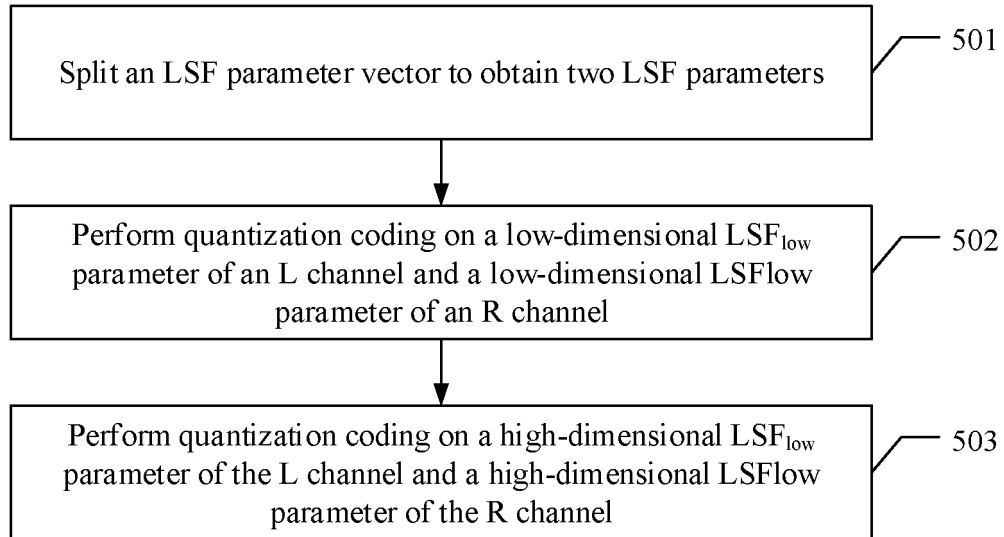 Split an LSF parameter vector to obtain two LSF parameters
501
Perform quantization coding on a low-dimensional LSFlow
parameter of an L channel and a low-dimensional LSFlow
parameter of an R channel
502
Perform quantization coding on a high-dimensional LSFlow
parameter of the L channel and a high-dimensional LSFlow
parameter of the R channel
503